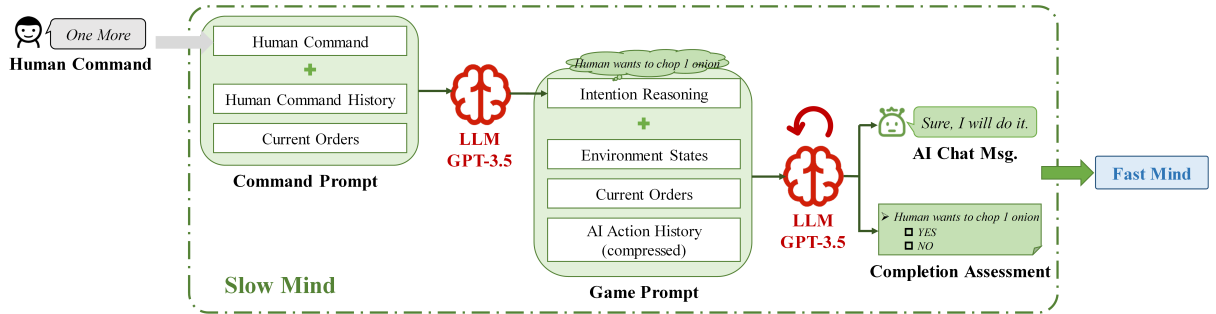 One More
Human Command
Human Command
Human Command History
Current Orders
Command Prompt
LLM
GPT-3.5
Human wants to chop 1 onion
Intention Reasoning
Environment States
Current Orders
AI Action History
(compressed)
Game Prompt
LLM
GPT-3.5
Sure, I will do it.
AI Chat Msg.
Human wants to chop 1 onion
YES
NO
Completion Assessment
Fast Mind
Slow Mind